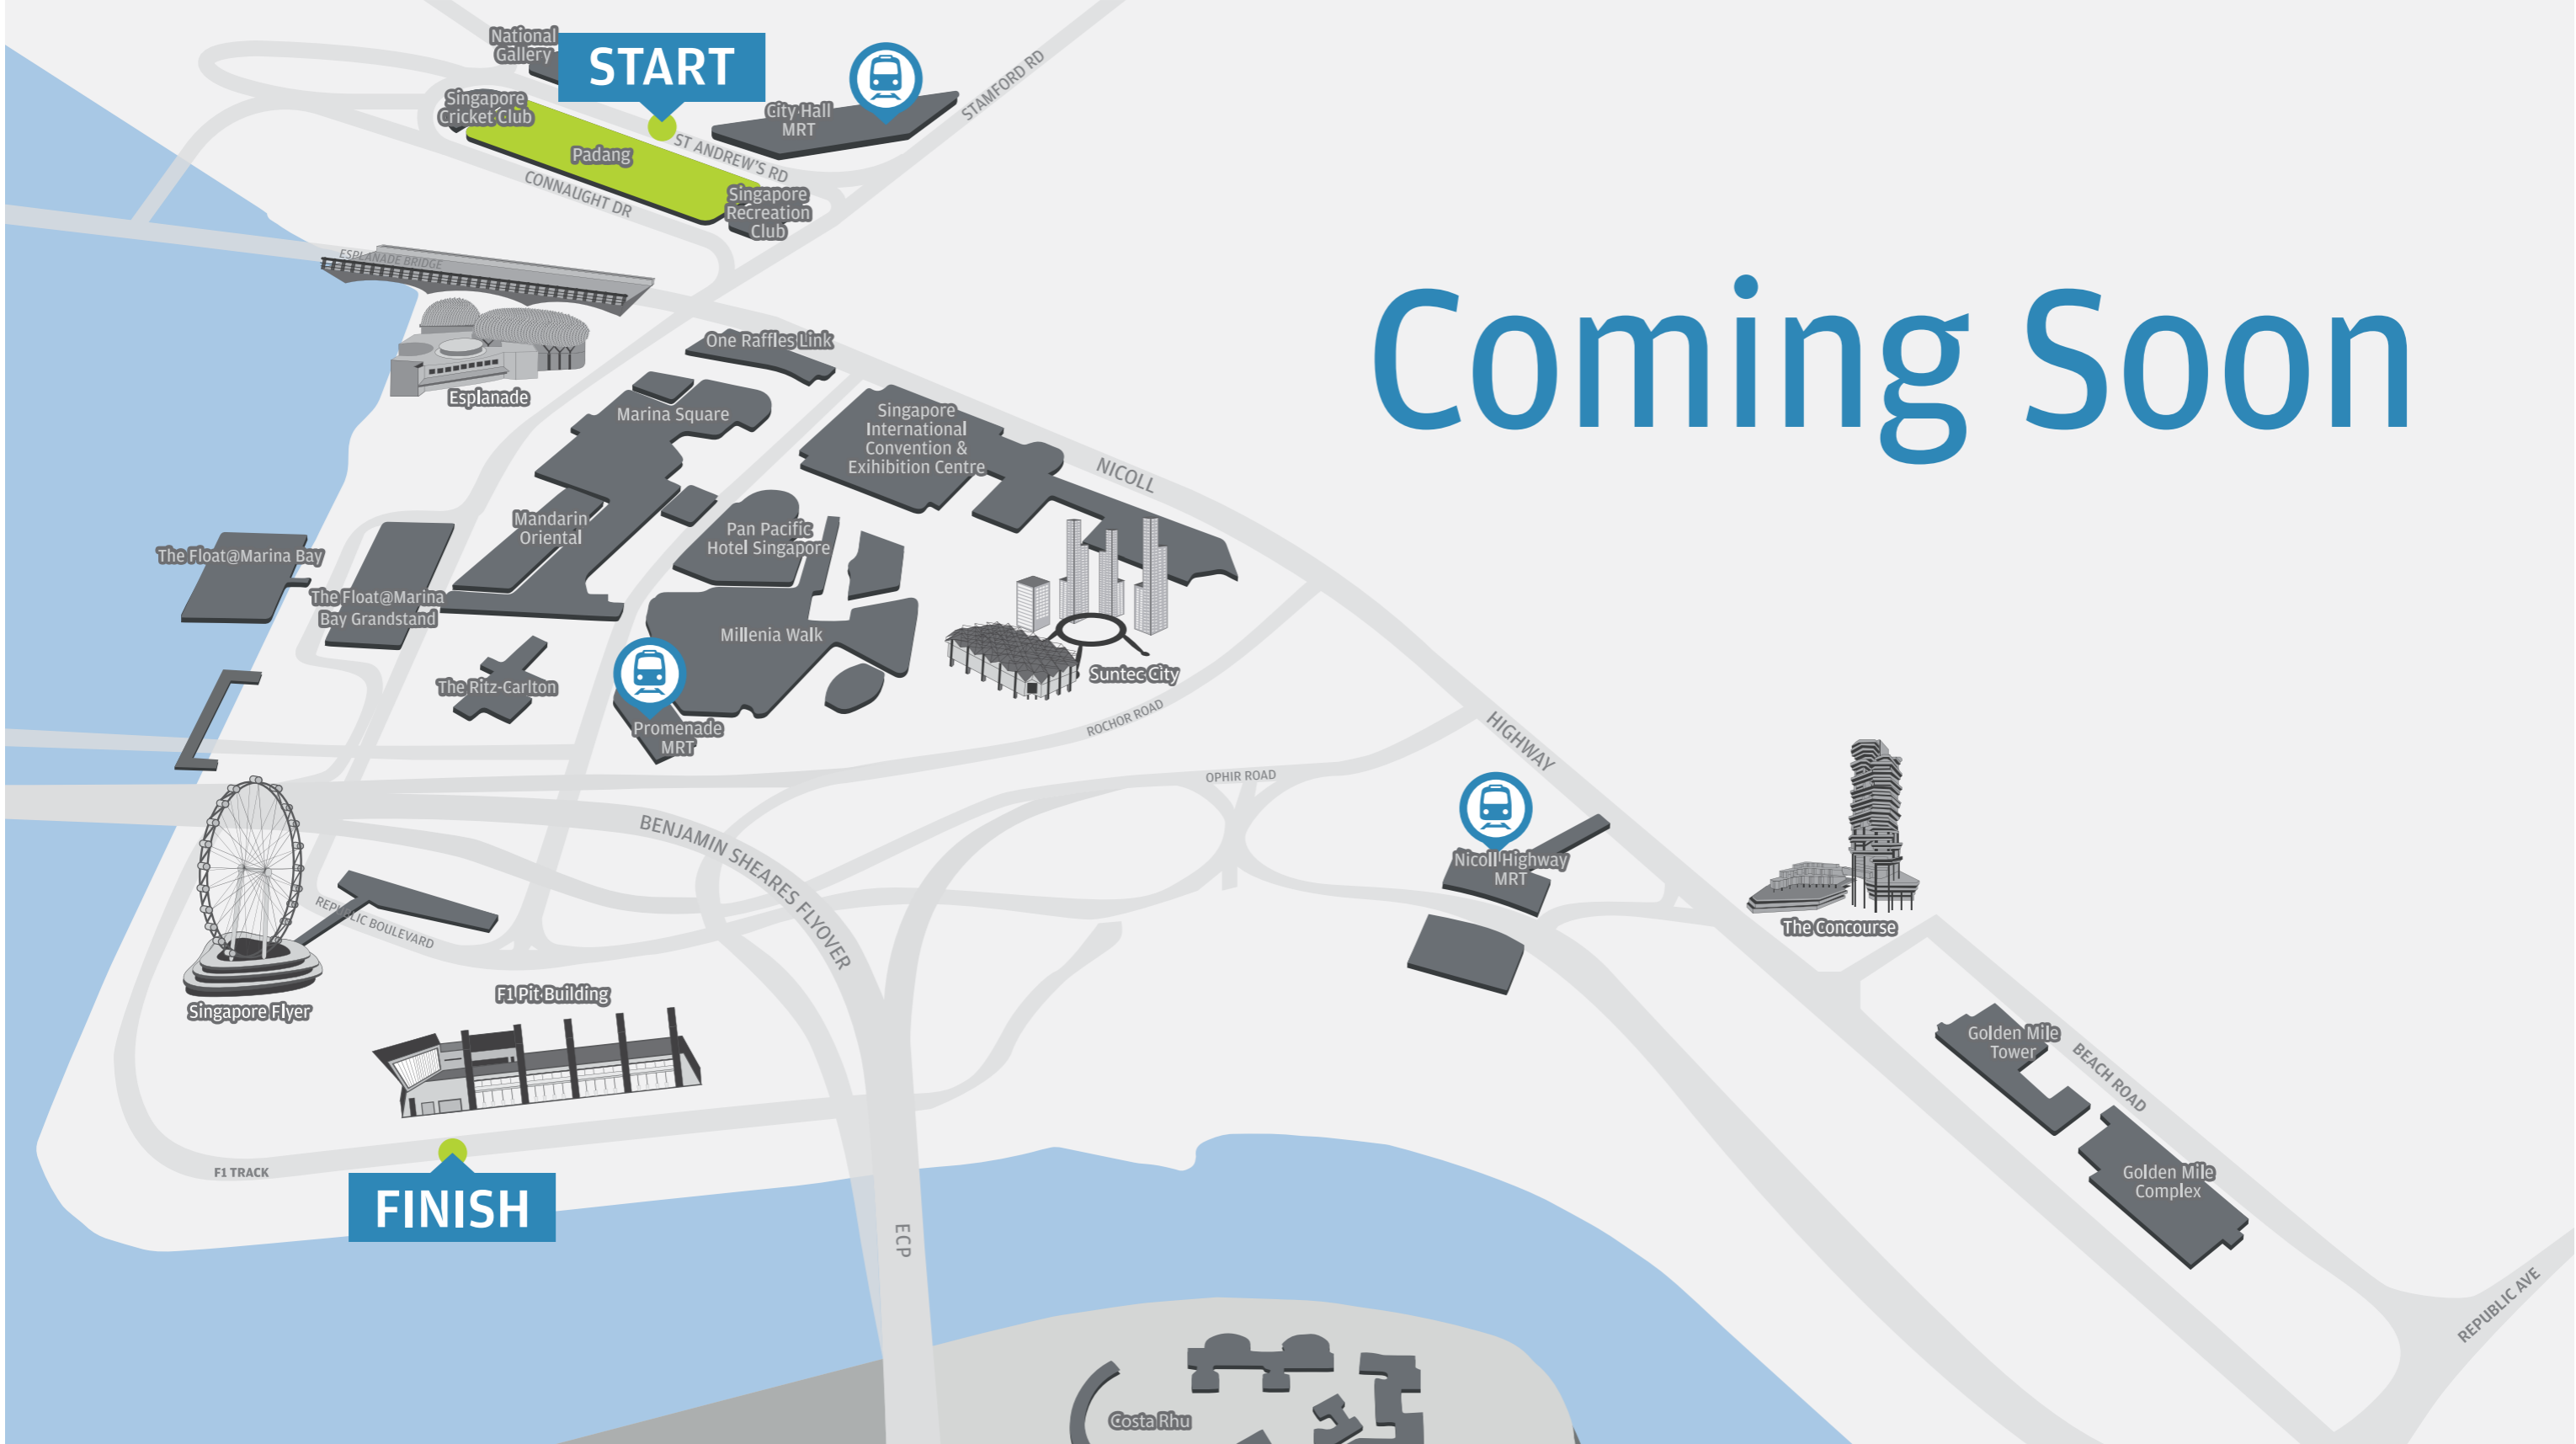 National
Gallery
START
Singapore
Cricket Club
City Hall
MRT
STAMFORD RD
Padang
ST ANDREW'S RD
CONNAUGHT DR
Singapore
Recreation
Club
ESPLANADE BRIDGE
Coming Soon
One Raffles Link
Esplanade
Marina Square
Singapore
International
Convention &
Exihibition Centre
NICOLL
Mandarin
Oriental
Pan Pacific
Hotel Singapore
The Float@Marina Bay
The Float@Marina
Bay Grandstand
Millenia Walk
The Ritz-Carlton
Suntec City
Promenade
MRT
ROCHOR ROAD
HIGHWAY
OPHIR ROAD
BENJAMIN SHEARES FLYOVER
Nicoll Highway
MRT
The Concourse
REPUBLIC BOULEVARD
Singapore Flyer
F1 Pit Building
Golden Mile
Tower
BEACH ROAD
F1 TRACK
Golden Mile
Complex
FINISH
ECP
REPUBLIC AVE
Costa Rhu